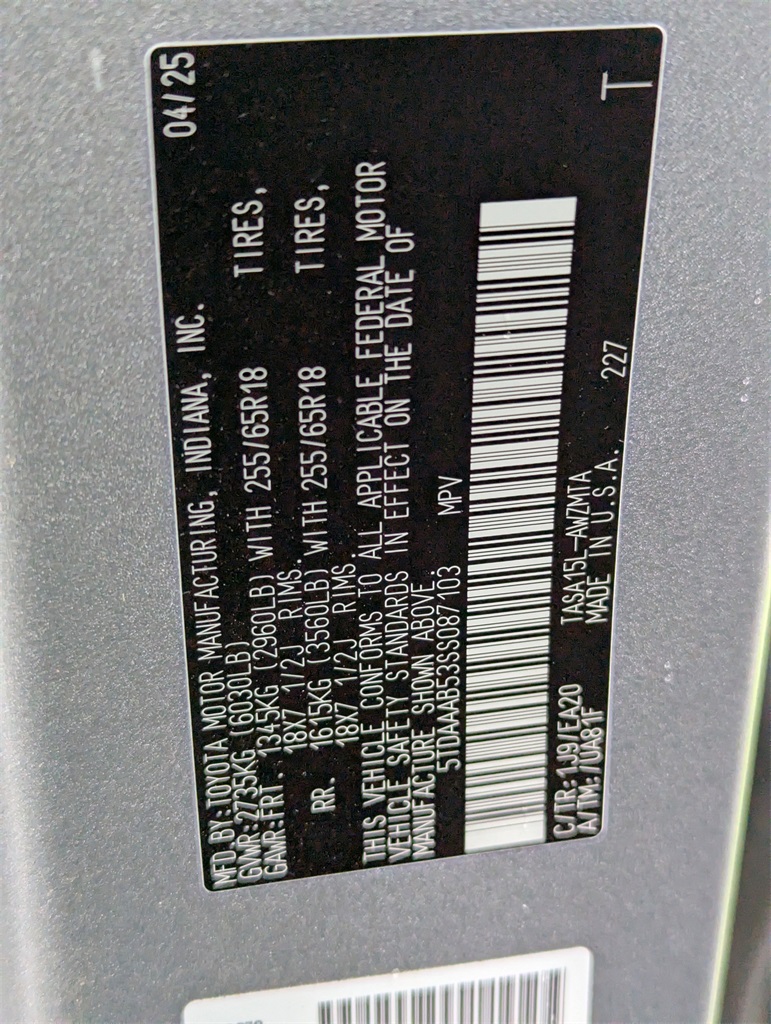 MFD.BY:TOYOTA MOTOR MANUFACTURING, INDIANA, INC. 04/25
GVWR:2735KG (6030LB)
GAWR:FRT. 1345KG (2960LB) WITH 255/65R18 TIRES,
18X7 1/2J RIMS.
RR. 1615KG (3560LB) WITH 255/65R18 TIRES,
18X7 1/2J RIMS.
THIS VEHICLE CONFORMS TO ALL APPLICABLE FEDERAL MOTOR
VEHICLE SAFETY STANDARDS IN EFFECT ON THE DATE OF
MANUFACTURE SHOWN ABOVE.
5TDAAAB53SS087103 MPV
C/TR:1J9/EA20 TASA15L-AWZMTA
A/TM: /UA81F MADE IN U.S.A. 227 T